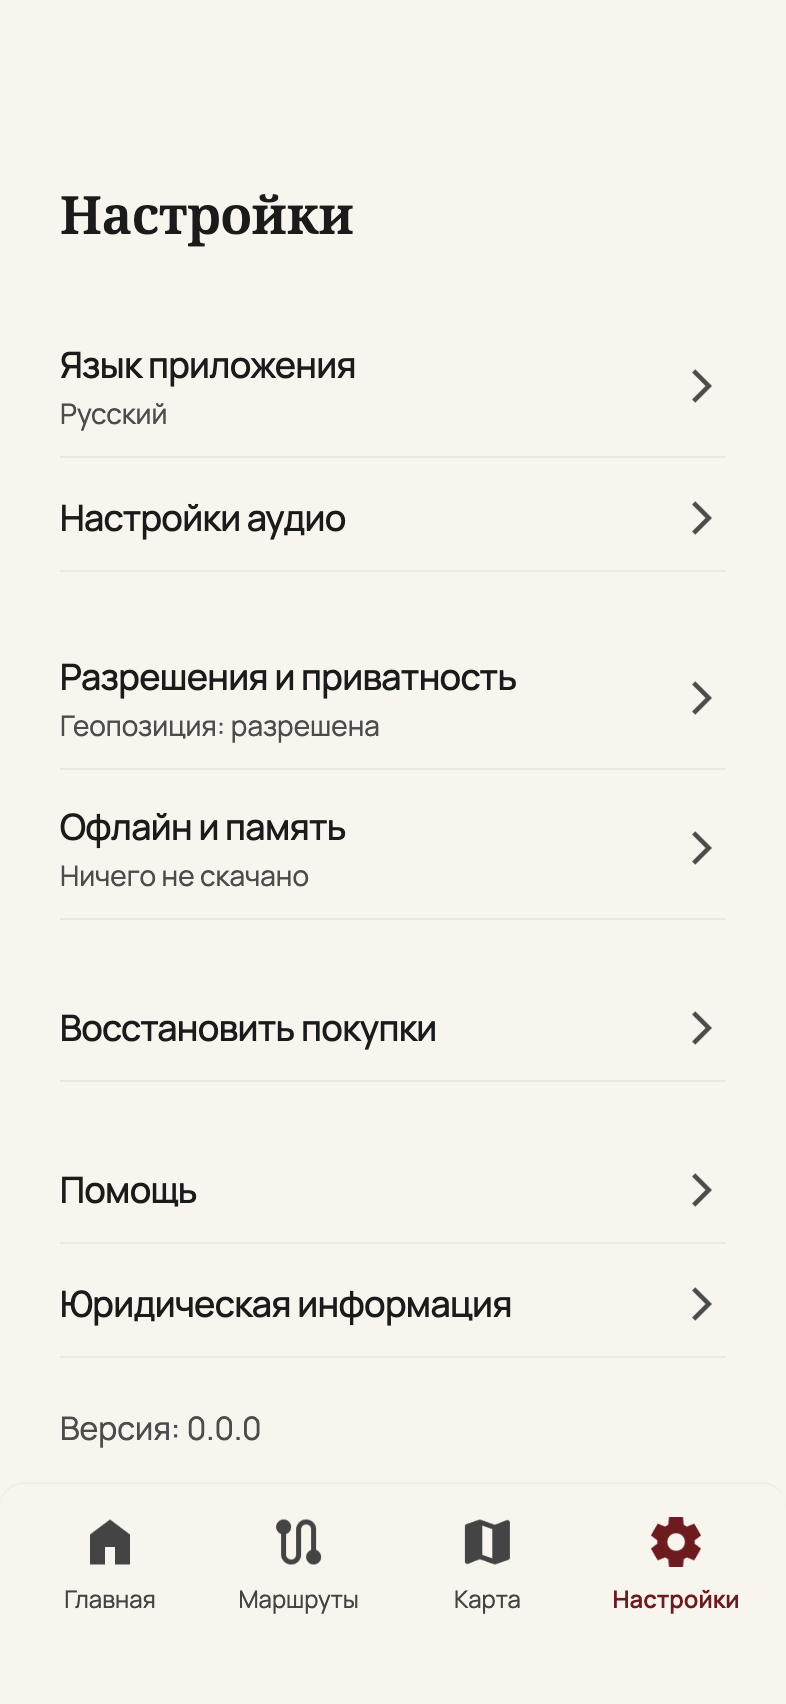 Настройки
Язык приложения
Русский
Настройки аудио
Разрешения и приватность
Геопозиция: разрешена
Офлайн и память
Ничего не скачано
Восстановить покупки
Помощь
Юридическая информация
Версия: 0.0.0
Главная
Маршруты
Карта
Настройки